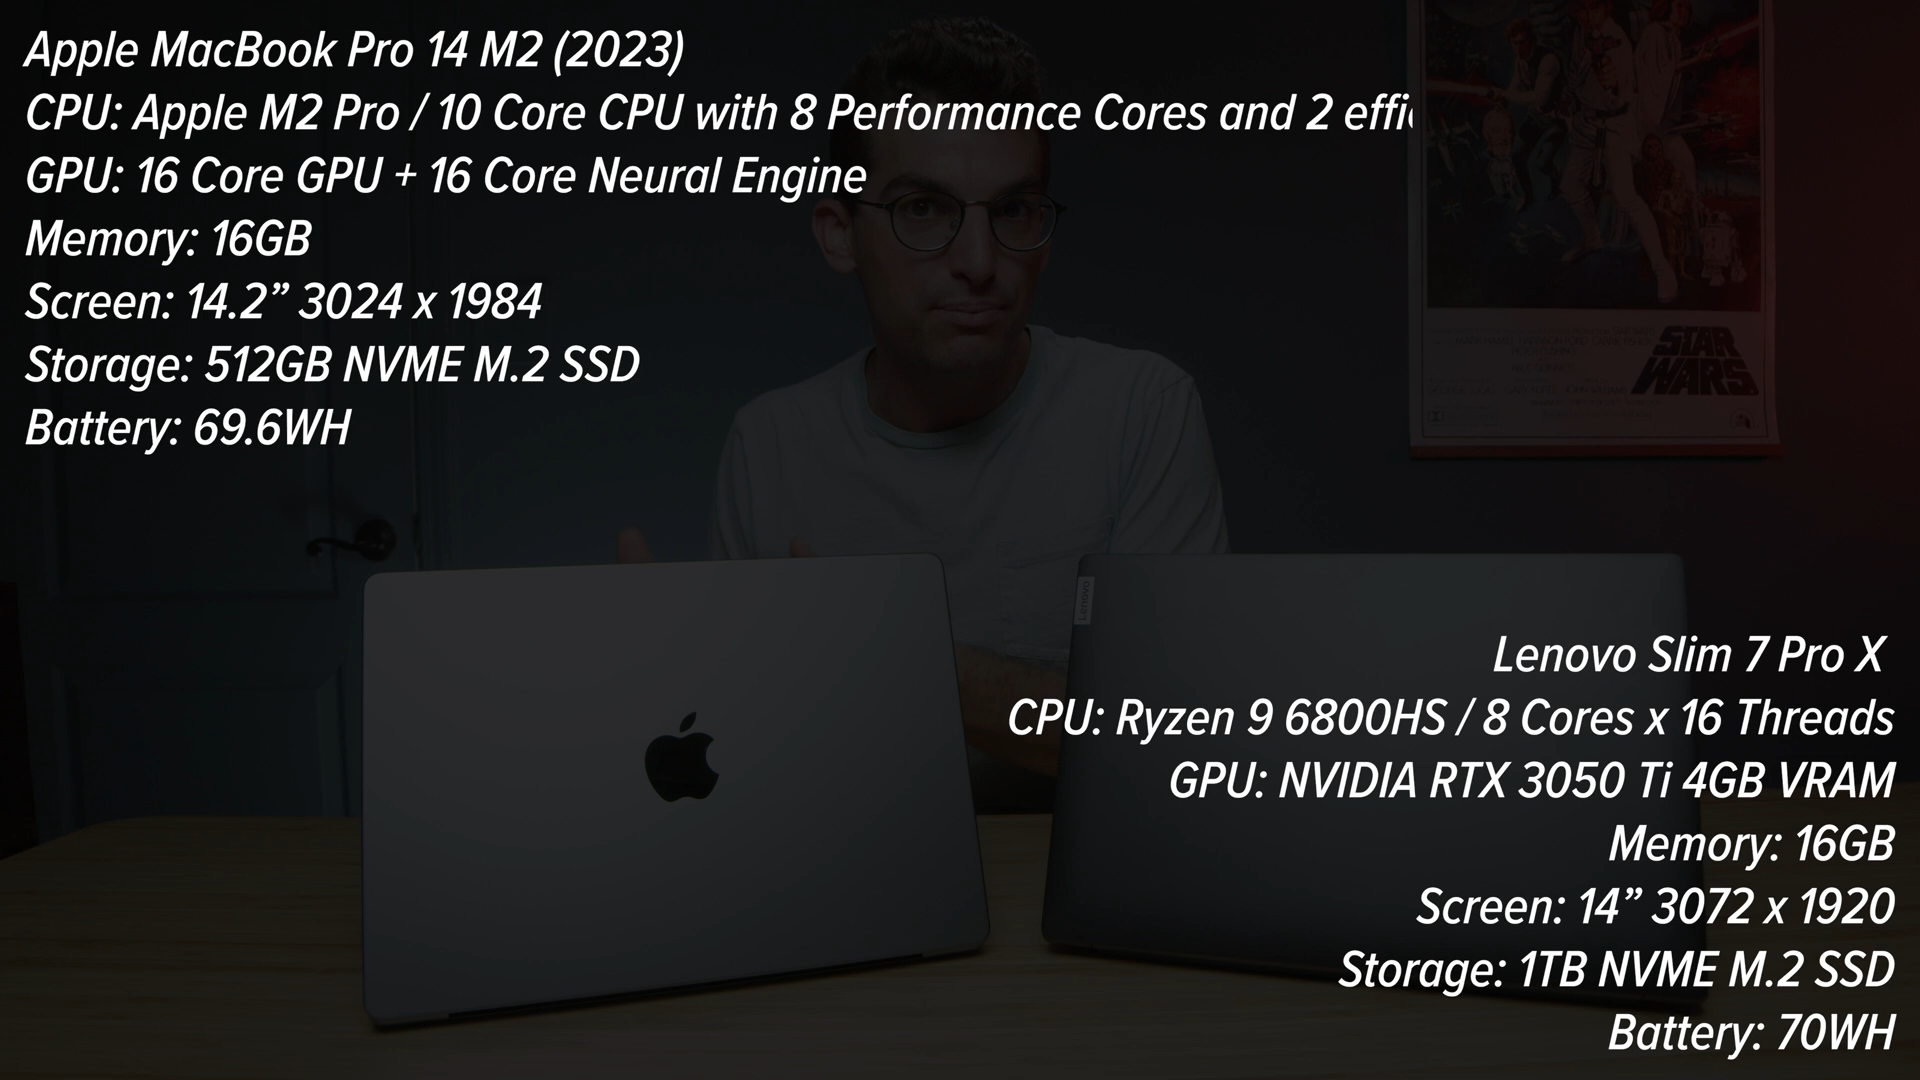 Apple MacBook Pro 14 M2 (2023)
CPU: Apple M2 Pro / 10 Core CPU with 8 Performance Cores and 2
GPU: 16 Core GPU + 16 Core Neural Engine
Memory: 16GB
Screen: 14.2” 3024 x 1984
Storage: 512GB NVME M.2 SSD
Battery: 69.6WH
STAR
WARS
Lenovo
Lenovo Slim 7 Pro X
CPU: Ryzen 9 6800HS / 8 Cores x 16 Threads
GPU: NVIDIA RTX 3050 Ti 4GB VRAM
Memory: 16GB
Screen: 14” 3072 x 1920
Storage: 1TB NVME M.2 SSD
Battery: 70WH